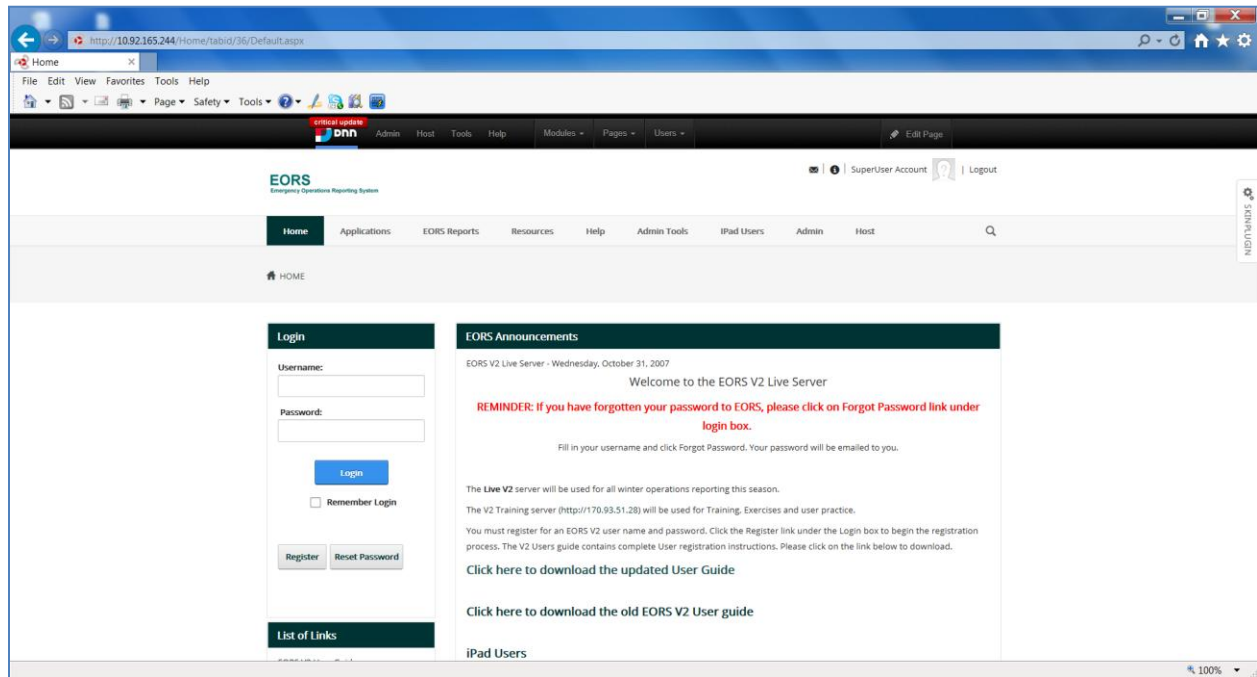 http://10.92.165.244/Home/tabid/36/Default.aspx
Home
File Edit View Favorites Tools Help
Page Safety Tools
critical update
DNN Admin Host Tools Help Modules Pages Users Edit Page
EORS
Emergency Operations Reporting System
SuperUser Account | Logout
SKINPLUGIN
Home Applications EORS Reports Resources Help Admin Tools IPad Users Admin Host
HOME
Login
Username:
Password:
Login
Remember Login
Register Reset Password
List of Links
EORS Announcements
EORS V2 Live Server - Wednesday, October 31, 2007
Welcome to the EORS V2 Live Server
REMINDER: If you have forgotten your password to EORS, please click on Forgot Password link under
login box.
Fill in your username and click Forgot Password. Your password will be emailed to you.
The Live V2 server will be used for all winter operations reporting this season.
The V2 Training server (http://170.93.51.28) will be used for Training, Exercises and user practice.
You must register for an EORS V2 user name and password. Click the Register link under the Login box to begin the registration
process. The V2 Users guide contains complete User registration instructions. Please click on the link below to download.
Click here to download the updated User Guide
Click here to download the old EORS V2 User guide
iPad Users
100%